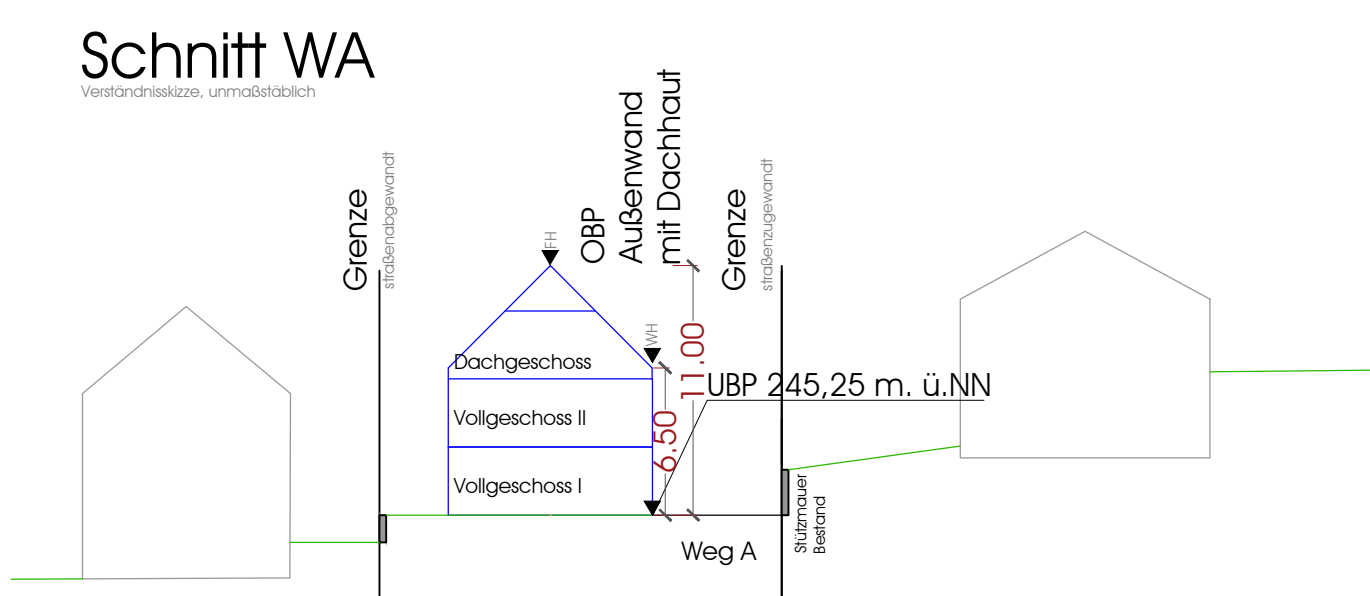 Schnitt WA
Verständnisskizze, unmaßstäblich
Grenze
straßenabgewandt
FH
OBP
Außenwand
mit Dachhaut
Grenze
straßenzugewandt
WH
11.00
6.50
UBP 245,25 m. ü.NN
Dachgeschoss
Vollgeschoss II
Vollgeschoss I
Weg A
Stützmauer
Bestand